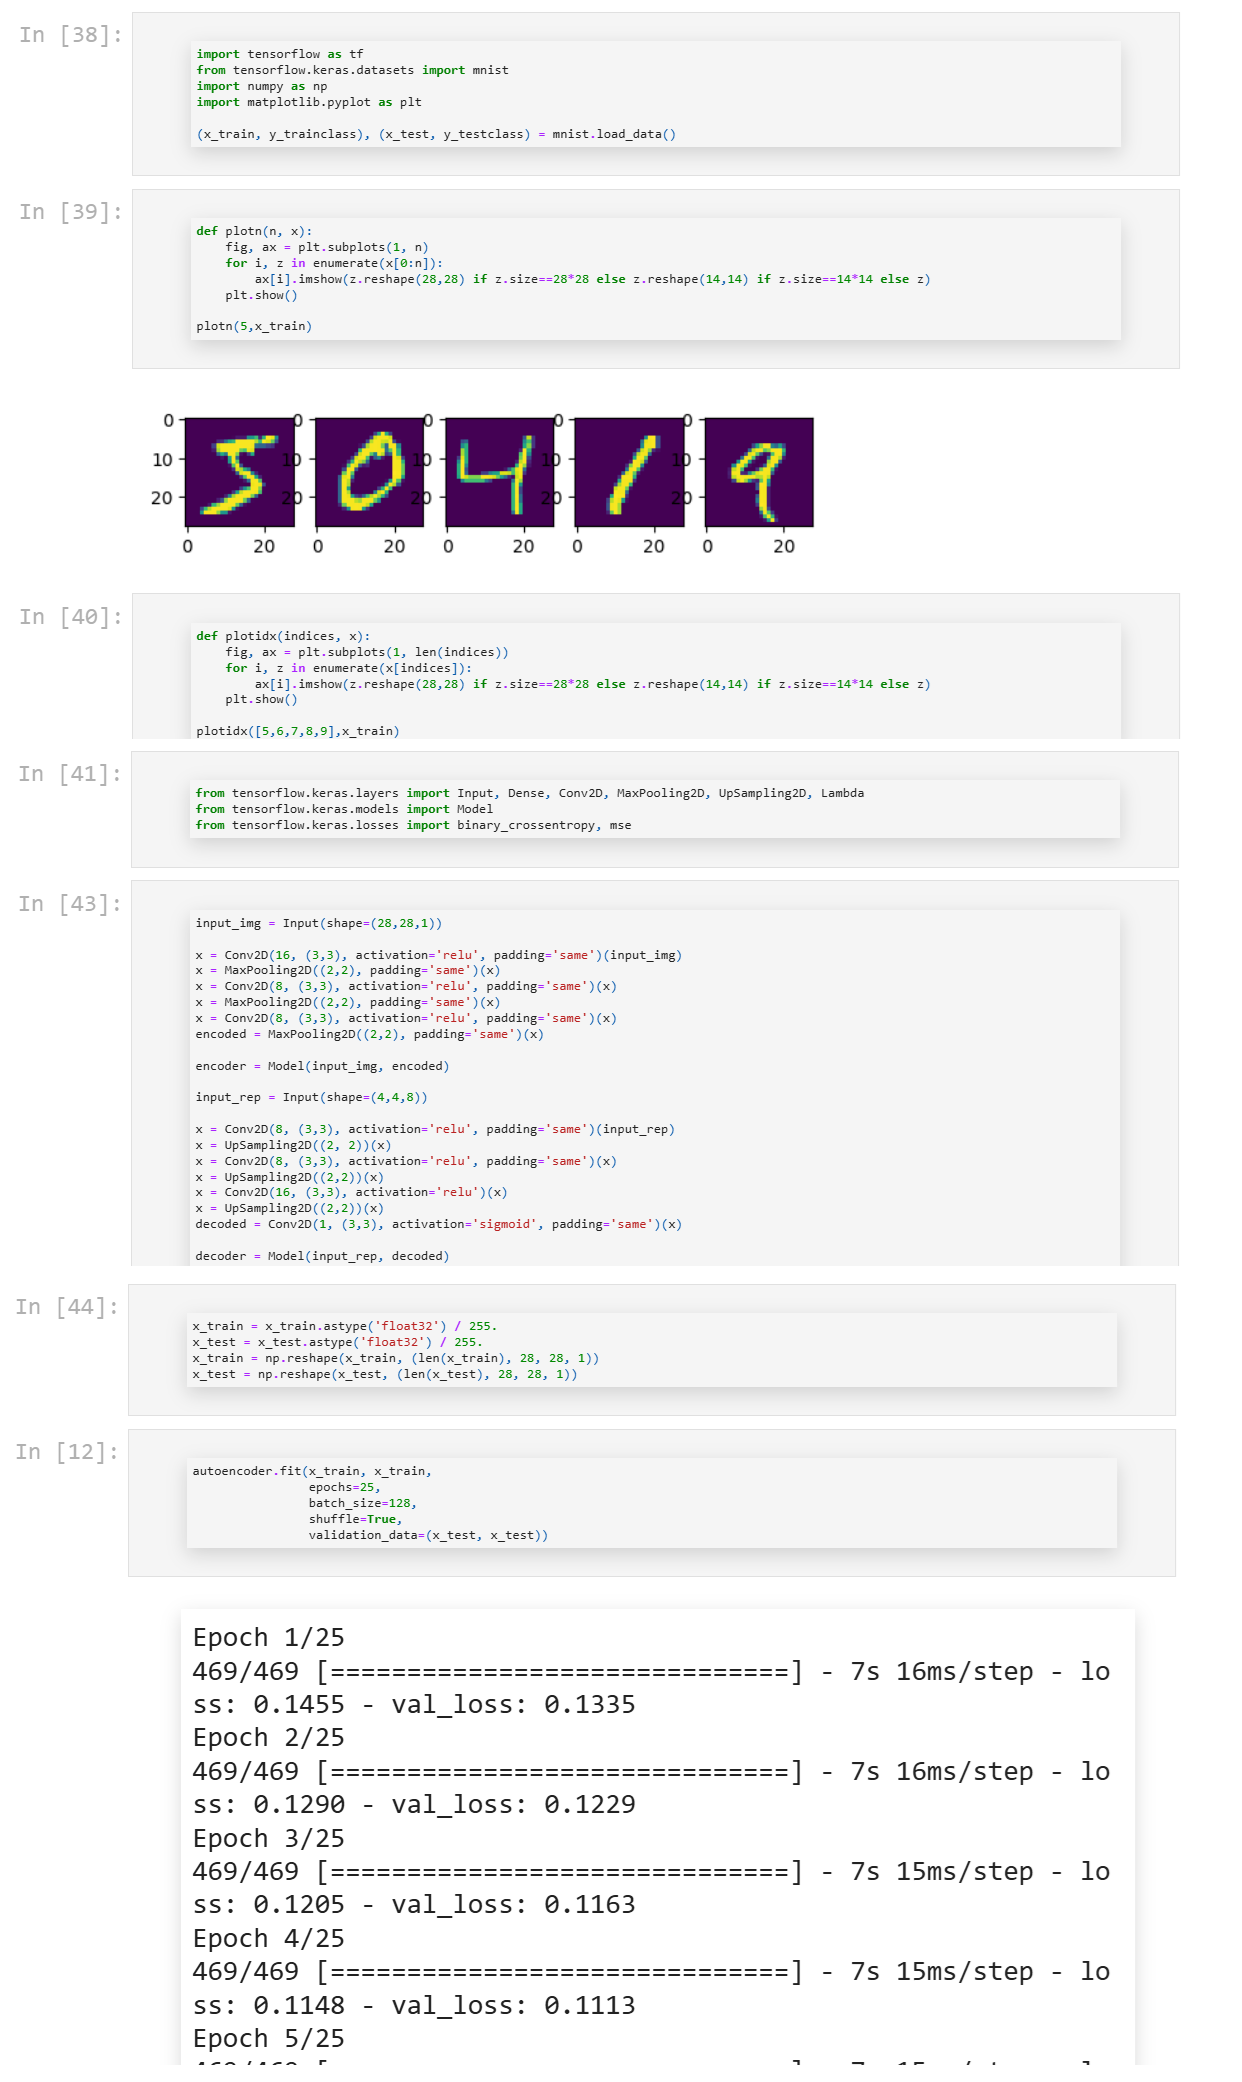 In [38]:
import tensorflow as tf
from tensorflow.keras.datasets import mnist
import numpy as np
import matplotlib.pyplot as plt
(x_train, y_trainclass), (x_test, y_testclass) = mnist.load_data()
In [39]:
def plotn(n, x):
    fig, ax = plt.subplots(1, n)
    for i, z in enumerate(x[0:n]):
        ax[i].imshow(z.reshape(28,28) if z.size==28*28 else z.reshape(14,14) if z.size==14*14 else z)
    plt.show()
plotn(5,x_train)
0 0 0 0 0
10 10 10 10 10
20 20 20 20 20
0 20 0 20 0 20 0 20 0 20
In [40]:
def plotidx(indices, x):
    fig, ax = plt.subplots(1, len(indices))
    for i, z in enumerate(x[indices]):
        ax[i].imshow(z.reshape(28,28) if z.size==28*28 else z.reshape(14,14) if z.size==14*14 else z)
    plt.show()
plotidx([5,6,7,8,9],x_train)
In [41]:
from tensorflow.keras.layers import Input, Dense, Conv2D, MaxPooling2D, UpSampling2D, Lambda
from tensorflow.keras.models import Model
from tensorflow.keras.losses import binary_crossentropy, mse
In [43]:
input_img = Input(shape=(28,28,1))
x = Conv2D(16, (3,3), activation='relu', padding='same')(input_img)
x = MaxPooling2D((2,2), padding='same')(x)
x = Conv2D(8, (3,3), activation='relu', padding='same')(x)
x = MaxPooling2D((2,2), padding='same')(x)
x = Conv2D(8, (3,3), activation='relu', padding='same')(x)
encoded = MaxPooling2D((2,2), padding='same')(x)
encoder = Model(input_img, encoded)
input_rep = Input(shape=(4,4,8))
x = Conv2D(8, (3,3), activation='relu', padding='same')(input_rep)
x = UpSampling2D((2, 2))(x)
x = Conv2D(8, (3,3), activation='relu', padding='same')(x)
x = UpSampling2D((2,2))(x)
x = Conv2D(16, (3,3), activation='relu')(x)
x = UpSampling2D((2,2))(x)
decoded = Conv2D(1, (3,3), activation='sigmoid', padding='same')(x)
decoder = Model(input_rep, decoded)
In [44]:
x_train = x_train.astype('float32') / 255.
x_test = x_test.astype('float32') / 255.
x_train = np.reshape(x_train, (len(x_train), 28, 28, 1))
x_test = np.reshape(x_test, (len(x_test), 28, 28, 1))
In [12]:
autoencoder.fit(x_train, x_train,
                epochs=25,
                batch_size=128,
                shuffle=True,
                validation_data=(x_test, x_test))
Epoch 1/25
469/469 [==============================] - 7s 16ms/step - lo
ss: 0.1455 - val_loss: 0.1335
Epoch 2/25
469/469 [==============================] - 7s 16ms/step - lo
ss: 0.1290 - val_loss: 0.1229
Epoch 3/25
469/469 [==============================] - 7s 15ms/step - lo
ss: 0.1205 - val_loss: 0.1163
Epoch 4/25
469/469 [==============================] - 7s 15ms/step - lo
ss: 0.1148 - val_loss: 0.1113
Epoch 5/25